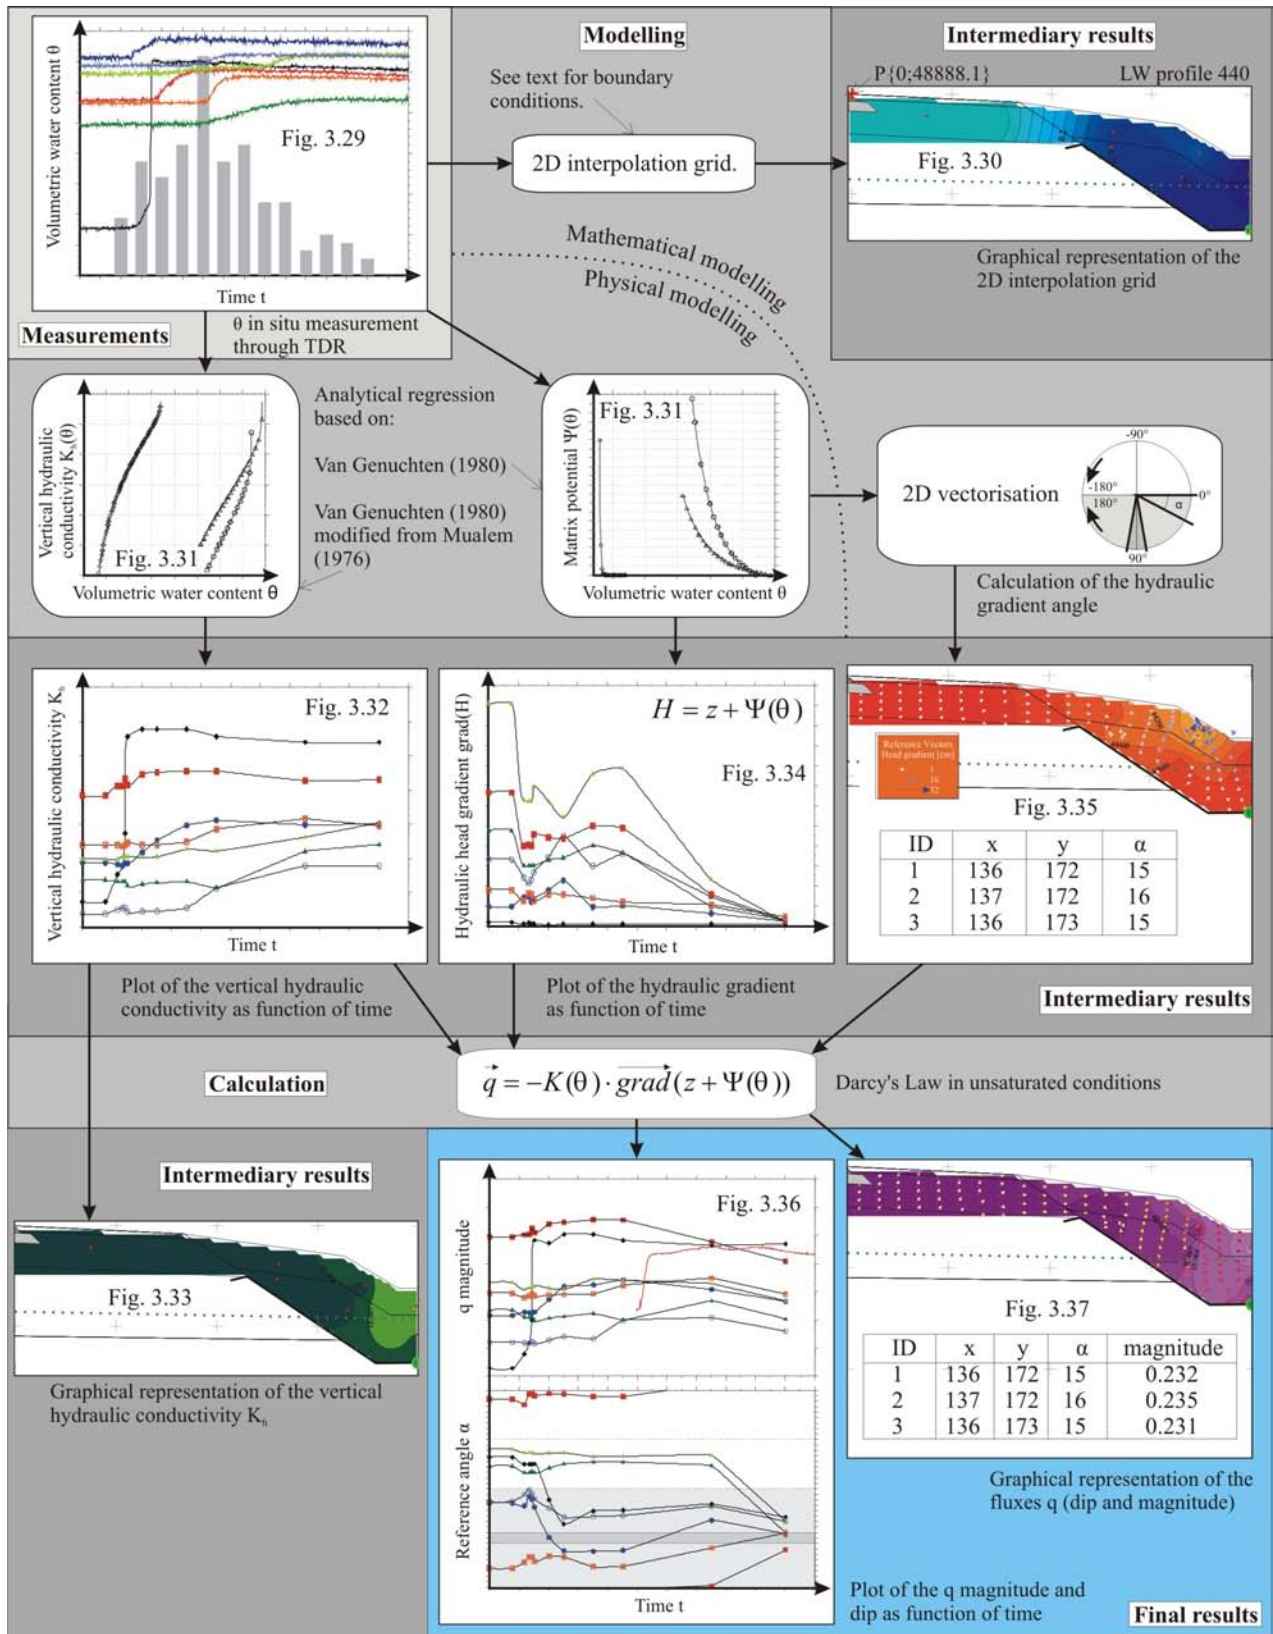 Volumetric water content θ
Fig. 3.29
Time t
Measurements
θ in situ measurement
through TDR
Modelling
See text for boundary
conditions.
2D interpolation grid.
Mathematical modelling
Physical modelling
Intermediary results
P{0;48888.1}
LW profile 440
Fig. 3.30
Graphical representation of the
2D interpolation grid
Vertical hydraulic
conductivity Kₕ(θ)
Fig. 3.31
Volumetric water content θ
Analytical regression
based on:
Van Genuchten (1980)
Van Genuchten (1980)
modified from Mualem
(1976)
Matrix potential Ψ(θ)
Fig. 3.31
Volumetric water content θ
2D vectorisation
-90°
-180°
180°
0°
α
90°
Calculation of the hydraulic
gradient angle
Vertical hydraulic conductivity Kₕ
Fig. 3.32
Time t
Plot of the vertical hydraulic
conductivity as function of time
Hydraulic head gradient grad(H)
H = z + Ψ(θ)
Fig. 3.34
Time t
Plot of the hydraulic gradient
as function of time
Reference Vectors
Head gradient [cm]
1
16
32
Fig. 3.35
ID x y α
1 136 172 15
2 137 172 16
3 136 173 15
Intermediary results
Calculation
q = −K(θ) · grad(z + Ψ(θ))
Darcy's Law in unsaturated conditions
Intermediary results
Fig. 3.33
Graphical representation of the vertical
hydraulic conductivity Kₕ
q magnitude
Fig. 3.36
Reference angle α
Time t
Fig. 3.37
ID x y α magnitude
1 136 172 15 0.232
2 137 172 16 0.235
3 136 173 15 0.231
Graphical representation of the
fluxes q (dip and magnitude)
Plot of the q magnitude and
dip as function of time
Final results